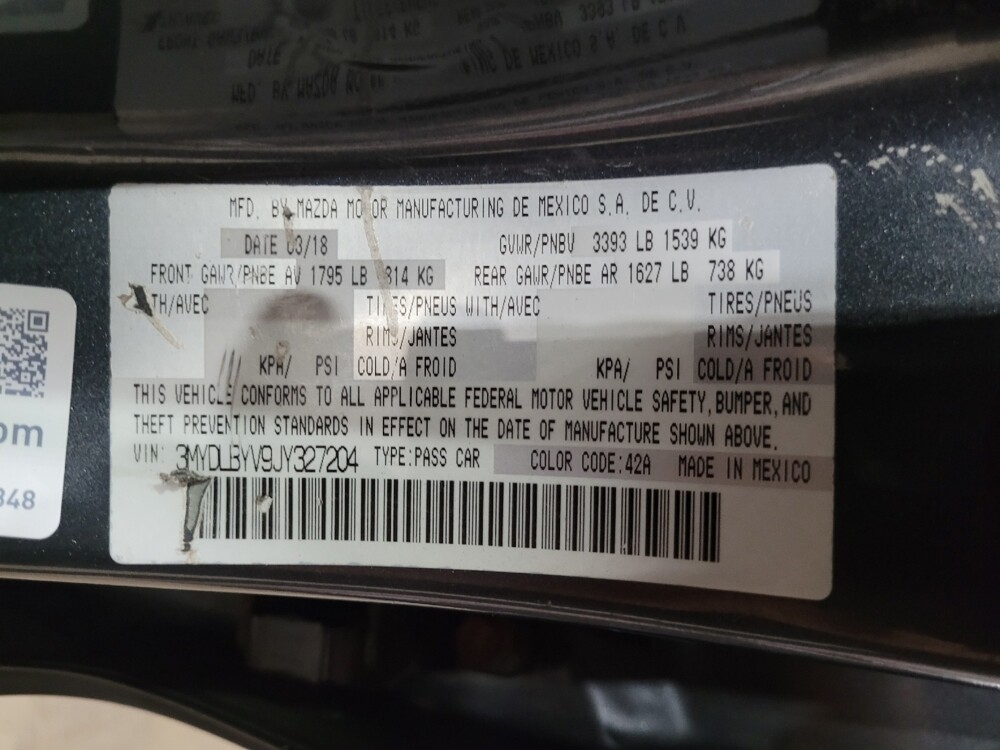 MFD. BY MAZDA MOTOR MANUFACTURING DE MEXICO S.A. DE C.V.
DATE 03/18 GVWR/PNBV 3393 LB 1539 KG
FRONT GAWR/PNBE AV 1795 LB 814 KG REAR GAWR/PNBE AR 1627 LB 738 KG
TH/AVEC TIRES/PNEUS WITH/AVEC TIRES/PNEUS
RIMS/JANTES RIMS/JANTES
KPA/ PSI COLD/A FROID KPA/ PSI COLD/A FROID
THIS VEHICLE CONFORMS TO ALL APPLICABLE FEDERAL MOTOR VEHICLE SAFETY, BUMPER, AND
THEFT PREVENTION STANDARDS IN EFFECT ON THE DATE OF MANUFACTURE SHOWN ABOVE.
VIN: 3MYDLBYV9JY327204 TYPE:PASS CAR COLOR CODE:42A MADE IN MEXICO
om
348